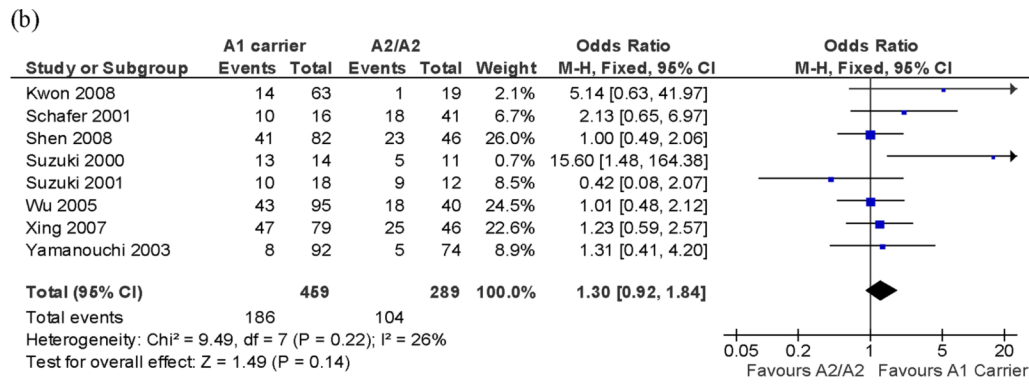 (b)
A1 carrier A2/A2 Odds Ratio Odds Ratio
Study or Subgroup Events Total Events Total Weight M-H, Fixed, 95% CI M-H, Fixed, 95% CI
Kwon 2008 14 63 1 19 2.1% 5.14 [0.63, 41.97]
Schafer 2001 10 16 18 41 6.7% 2.13 [0.65, 6.97]
Shen 2008 41 82 23 46 26.0% 1.00 [0.49, 2.06]
Suzuki 2000 13 14 5 11 0.7% 15.60 [1.48, 164.38]
Suzuki 2001 10 18 9 12 8.5% 0.42 [0.08, 2.07]
Wu 2005 43 95 18 40 24.5% 1.01 [0.48, 2.12]
Xing 2007 47 79 25 46 22.6% 1.23 [0.59, 2.57]
Yamanouchi 2003 8 92 5 74 8.9% 1.31 [0.41, 4.20]
Total (95% CI) 459 289 100.0% 1.30 [0.92, 1.84]
Total events 186 104
Heterogeneity: Chi² = 9.49, df = 7 (P = 0.22); I² = 26%
Test for overall effect: Z = 1.49 (P = 0.14)
0.05 0.2 1 5 20
Favours A2/A2 Favours A1 Carrier